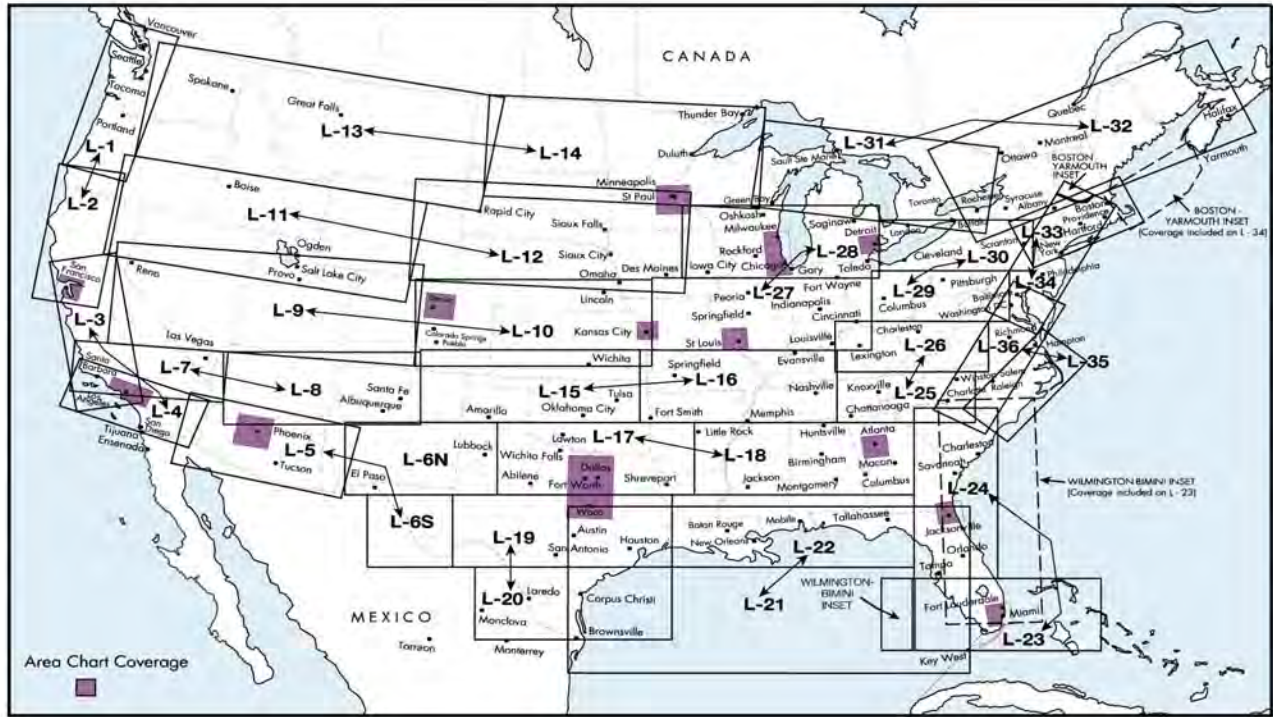 Vancouver
CANADA
Seattle
Spokane
Tacoma
Great Falls
Quebec
Halifax
Thunder Bay
Portland
L-13
L-32
L-1
L-31
Montreal
L-14
Duluth
Sault Ste Marie
Ottawa
Yarmouth
BOSTON
YARMOUTH
INSET
Minneapolis
Boise
St Paul
Green Bay
Toronto
Rochester
Syracuse
L-2
Rapid City
Oshkosh
Saginaw
Buffalo
Albany
Boston
BOSTON -
YARMOUTH INSET
(Coverage included on L - 34)
L-11
Sioux Falls
Milwaukee
Detroit
London
Providence
Hartford
Ogden
Rockford
L-28
Scranton
L-33
New
York
San
Francisco
Reno
Salt Lake City
Provo
L-12
Sioux City
Des Moines
Iowa City
Chicago
Gary
Toledo
Cleveland
L-30
Omaha
L-27
Fort Wayne
Pittsburgh
Philadelphia
L-34
Denver
Lincoln
Peoria
Indianapolis
L-29
Columbus
Baltimore
Washington DC
L-9
L-10
Kansas City
Springfield
Cincinnati
L-3
Colorado Springs
Pueblo
St Louis
Louisville
Charleston
Richmond
Hampton
Las Vegas
Evansville
Lexington
L-26
L-36
L-35
Santa
Barbara
Wichita
Springfield
L-7
L-8
Santa Fe
L-15
L-16
Nashville
Knoxville
L-25
Winston Salem
Los
Angeles
Albuquerque
Tulsa
Charlotte
Raleigh
L-4
San
Diego
Amarillo
Oklahoma City
Fort Smith
Memphis
Chattanooga
Tijuana
Ensenada
Phoenix
Lubbock
Lawton
L-17
Little Rock
Huntsville
Atlanta
Charleston
L-5
L-6N
Wichita Falls
L-18
Birmingham
Macon
Savannah
Tucson
El Paso
Abilene
Dallas
Fort Worth
Shreveport
Jackson
Montgomery
Columbus
L-24
WILMINGTON BIMINI INSET
(Coverage included on L - 23)
L-6S
Waco
Baton Rouge
Mobile
Tallahassee
Jacksonville
L-19
Austin
Houston
New Orleans
L-22
Orlando
San Antonio
Tampa
WILMINGTON-
BIMINI
INSET
L-20
Laredo
Corpus Christi
L-21
Fort Lauderdale
Miami
MEXICO
Monclova
L-23
Brownsville
Torreon
Monterrey
Key West
Area Chart Coverage